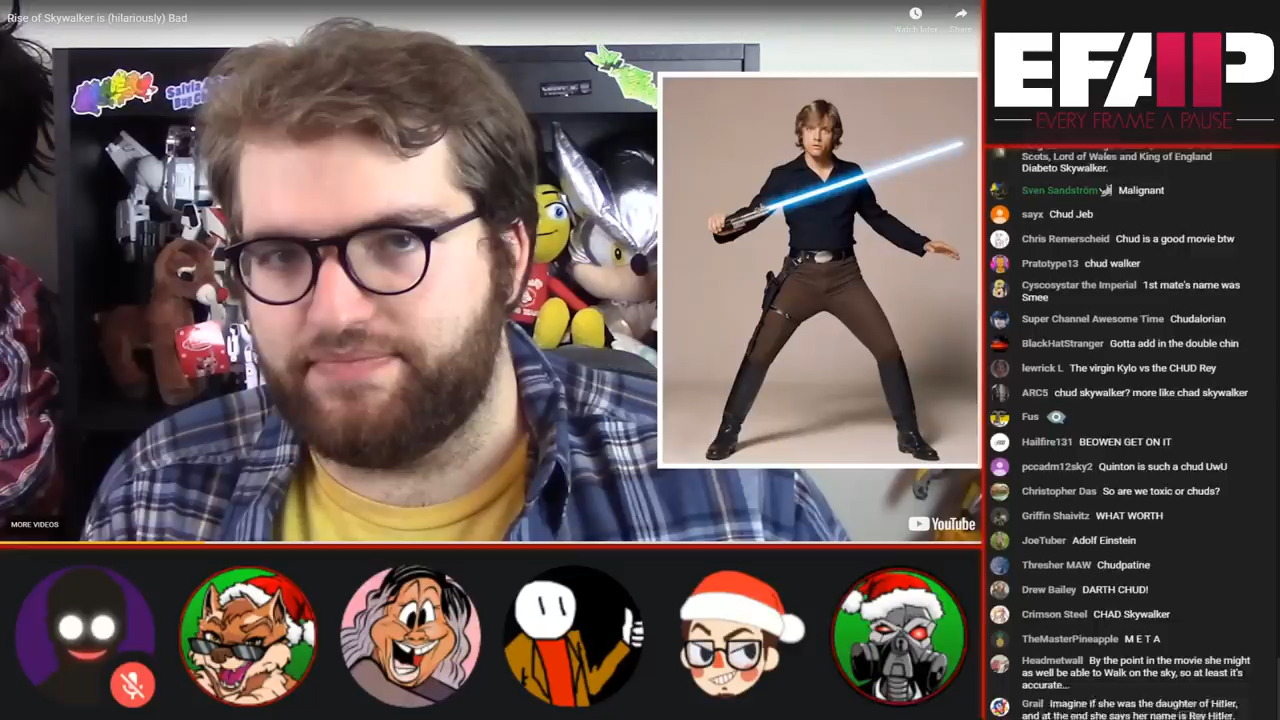 Rise of Skywalker is (hilariously) Bad
Watch later
Share
MORE VIDEOS
YouTube
EFAP
EVERY FRAME A PAUSE
Scots, Lord of Wales and King of England
Diabeto Skywalker.
Sven Sandström Malignant
sayx Chud Jeb
Chris Remerscheid Chud is a good movie btw
Pratotype13 chud walker
Cyscosystar the Imperial 1st mate's name was
Smee
Super Channel Awesome Time Chudalorian
BlackHatStranger Gotta add in the double chin
lewrick L The virgin Kylo vs the CHUD Rey
ARC5 chud skywalker? more like chad skywalker
Fus
Hailfire131 BEOWEN GET ON IT
pccadm12sky2 Quinton is such a chud UwU
Christopher Das So are we toxic or chuds?
Griffin Shaivitz WHAT WORTH
JoeTuber Adolf Einstein
Thresher MAW Chudpatine
Drew Bailey DARTH CHUD!
Crimson Steel CHAD Skywalker
TheMasterPineapple M E T A
Headmetwall By the point in the movie she might
as well be able to Walk on the sky, so at least it's
accurate...
Grail Imagine if she was the daughter of Hitler,
and at the end she says her name is Rey Hitler.